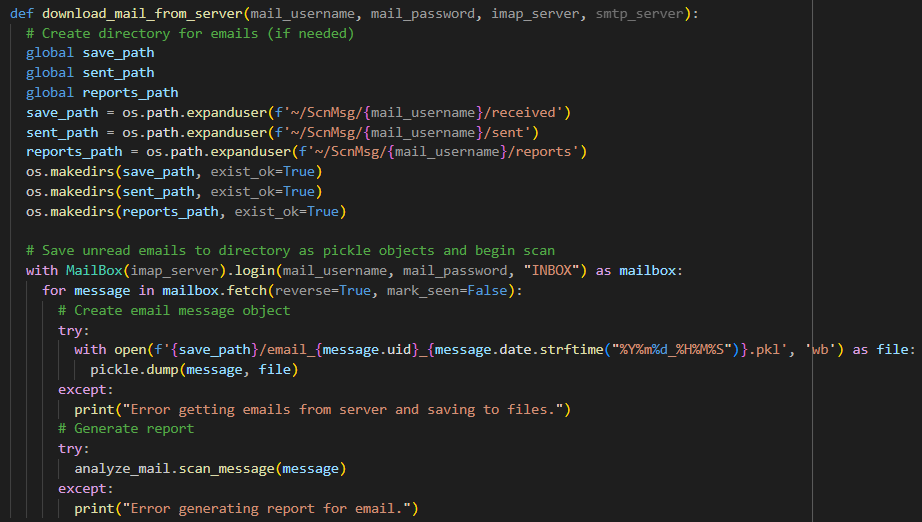 def download_mail_from_server(mail_username, mail_password, imap_server, smtp_server):
# Create directory for emails (if needed)
global save_path
global sent_path
global reports_path
save_path = os.path.expanduser(f'~/ScnMsg/{mail_username}/received')
sent_path = os.path.expanduser(f'~/ScnMsg/{mail_username}/sent')
reports_path = os.path.expanduser(f'~/ScnMsg/{mail_username}/reports')
os.makedirs(save_path, exist_ok=True)
os.makedirs(sent_path, exist_ok=True)
os.makedirs(reports_path, exist_ok=True)
# Save unread emails to directory as pickle objects and begin scan
with MailBox(imap_server).login(mail_username, mail_password, "INBOX") as mailbox:
for message in mailbox.fetch(reverse=True, mark_seen=False):
# Create email message object
try:
with open(f'{save_path}/email_{message.uid}_{message.date.strftime("%Y%m%d_%H%M%S")}.pkl', 'wb') as file:
pickle.dump(message, file)
except:
print("Error getting emails from server and saving to files.")
# Generate report
try:
analyze_mail.scan_message(message)
except:
print("Error generating report for email.")